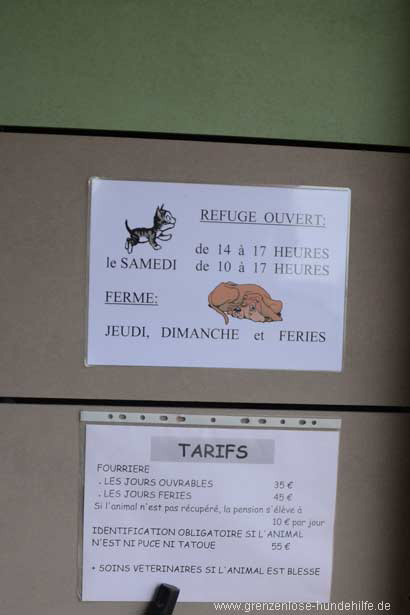 REFUGE OUVERT:
de 14 à 17 HEURES
le SAMEDI de 10 à 17 HEURES
FERME:
JEUDI, DIMANCHE et FERIES
TARIFS
FOURRIERE
. LES JOURS OUVRABLES 35 €
. LES JOURS FERIES 45 €
Si l'animal n'est pas récupéré, la pension s'élève à
10 € par jour
IDENTIFICATION OBLIGATOIRE SI L'ANIMAL
N'EST NI PUCE NI TATOUE 55 €
+ SOINS VETERINAIRES SI L'ANIMAL EST BLESSE
www.grenzenlose-hundehilfe.de